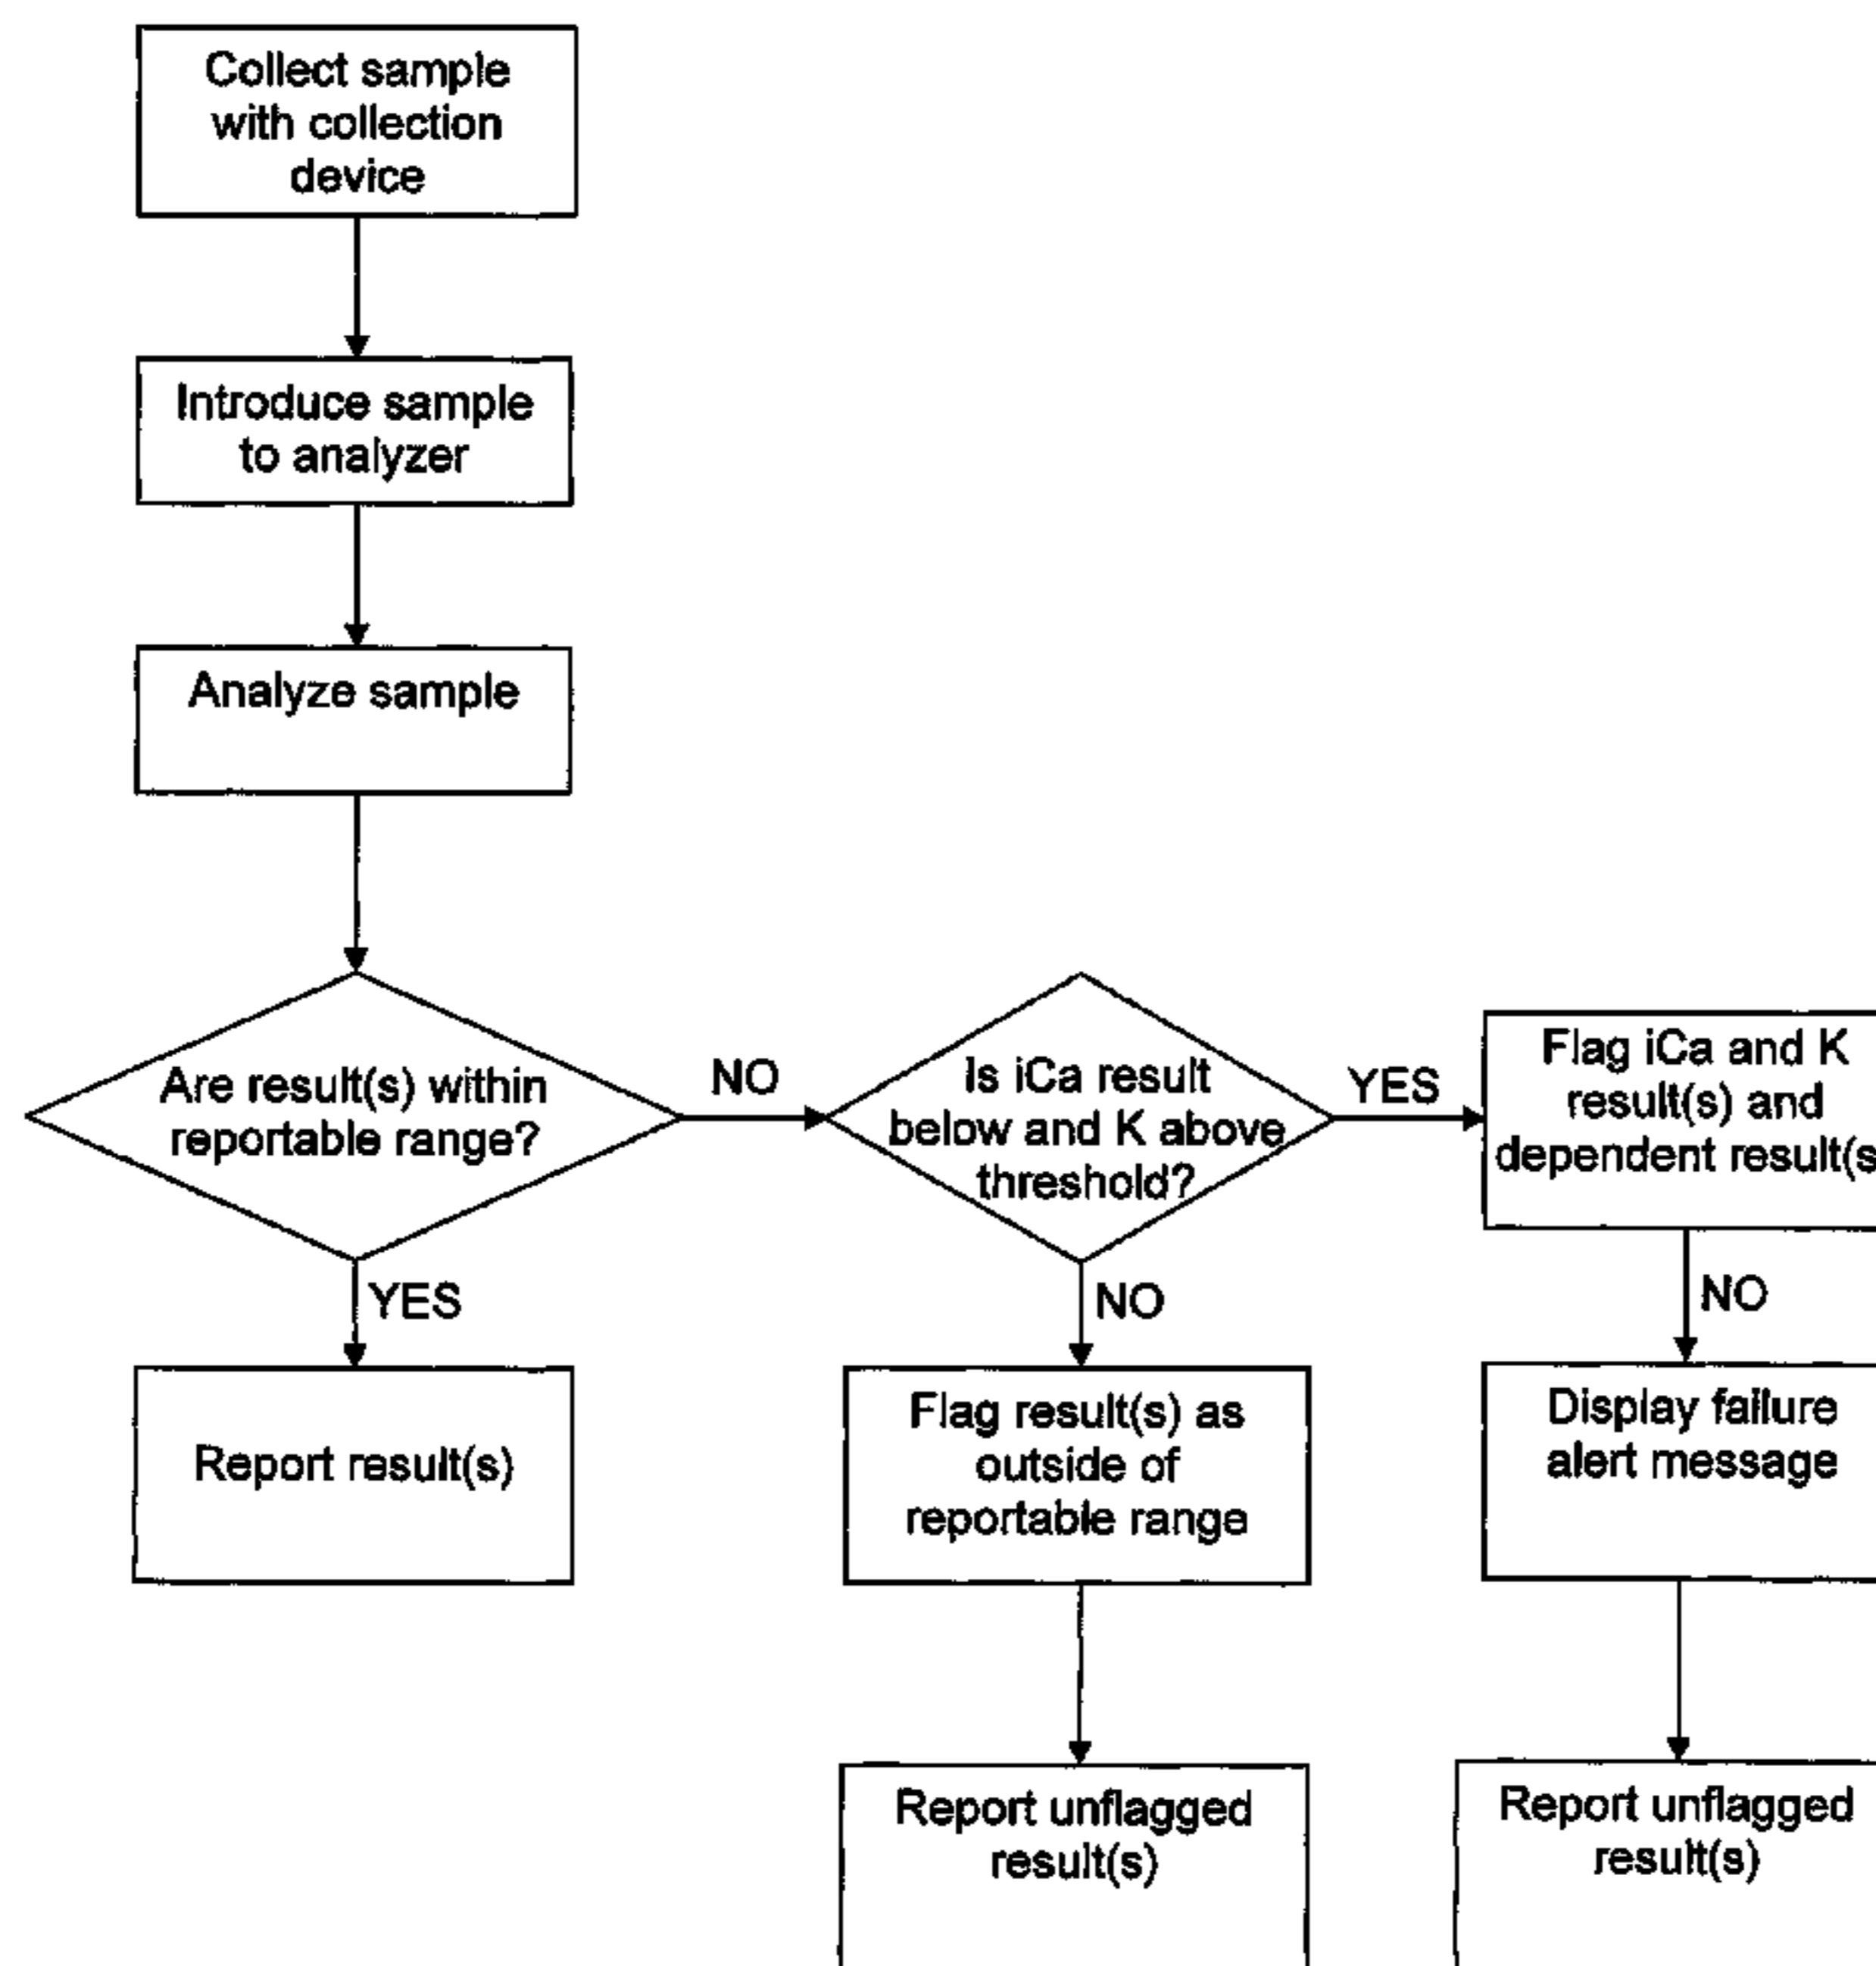 Collect sample
with collection
device
Introduce sample
to analyzer
Analyze sample
Are result(s) within
reportable range?
NO
Is iCa result
below and K above
threshold?
YES
Flag iCa and K
result(s) and
dependent result(s
YES
NO
NO
Report result(s)
Flag result(s) as
outside of
reportable range
Display failure
alert message
Report unflagged
result(s)
Report unflagged
result(s)